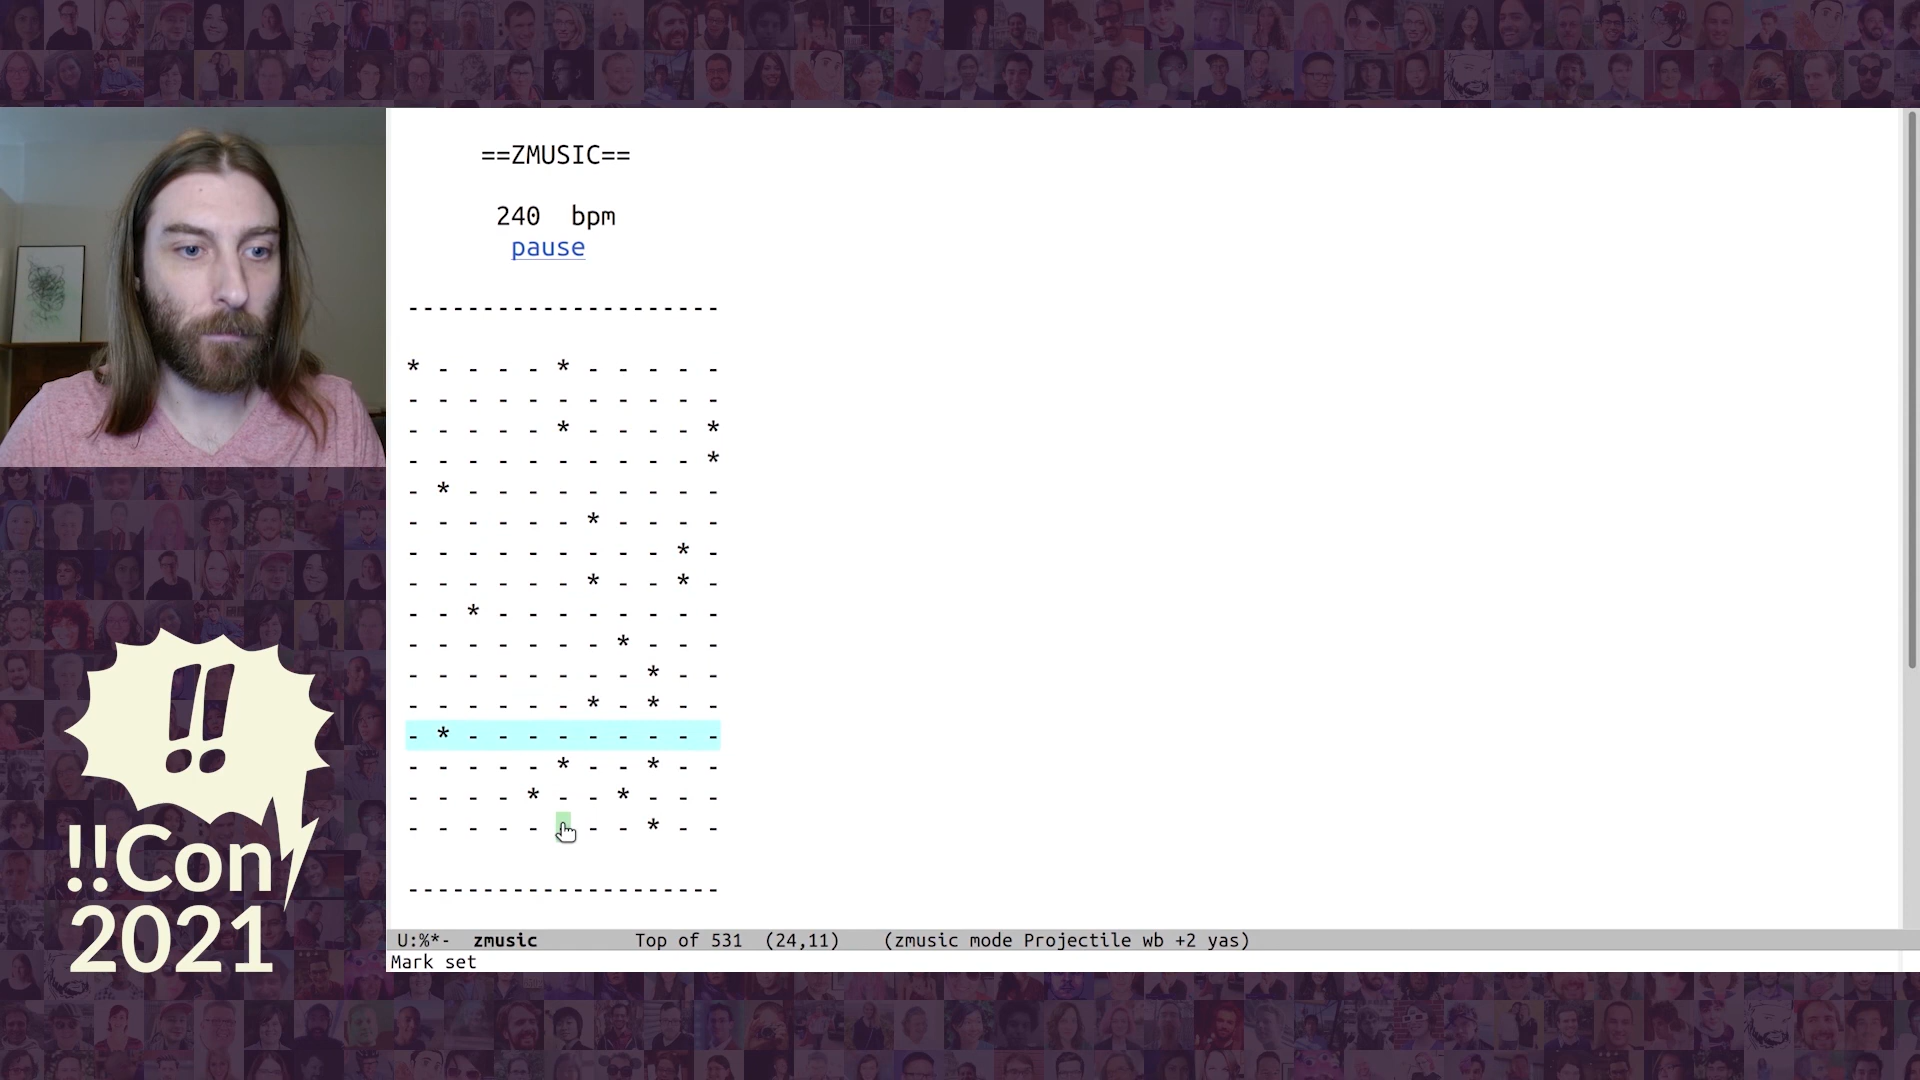 ==ZMUSIC==
240 bpm
pause
---------------------
* - - - - * - - - - -
- - - - - - - - - - -
- - - - - * - - - - *
- - - - - - - - - - *
- * - - - - - - - - -
- - - - - - * - - - -
- - - - - - - - - * -
- - - - - - * - - * -
- - * - - - - - - - -
- - - - - - - * - - -
- - - - - - - - * - -
- - - - - - * - * - -
- * - - - - - - - - -
- - - - - * - - * - -
- - - - * - - * - - -
- - - - - - - - * - -
---------------------
U:%*- zmusic Top of 531 (24,11) (zmusic mode Projectile wb +2 yas)
Mark set
!!
!!Con
2021